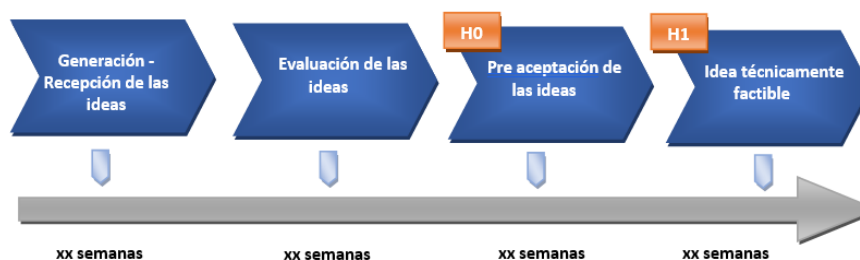 Generación -
Recepción de las
ideas
Evaluación de las
ideas
H0
Pre aceptación de
las ideas
H1
Idea técnicamente
factible
xx semanas
xx semanas
xx semanas
xx semanas